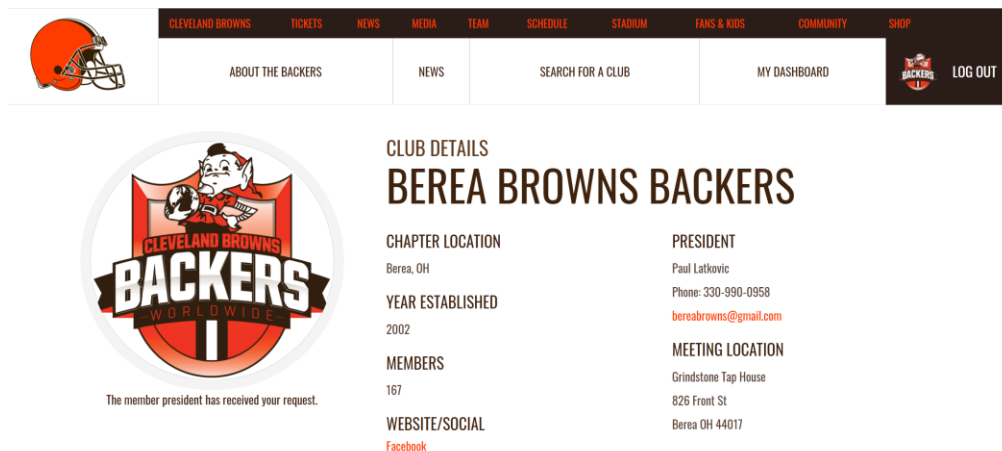 CLEVELAND BROWNS TICKETS NEWS MEDIA TEAM SCHEDULE STADIUM FANS & KIDS COMMUNITY SHOP
ABOUT THE BACKERS NEWS SEARCH FOR A CLUB MY DASHBOARD BACKERS LOG OUT
CLEVELAND BROWNS
BACKERS
WORLDWIDE
The member president has received your request.
CLUB DETAILS
BEREA BROWNS BACKERS
CHAPTER LOCATION
Berea, OH
YEAR ESTABLISHED
2002
MEMBERS
167
WEBSITE/SOCIAL
Facebook
PRESIDENT
Paul Latkovic
Phone: 330-990-0958
bereabrowns@gmail.com
MEETING LOCATION
Grindstone Tap House
826 Front St
Berea OH 44017